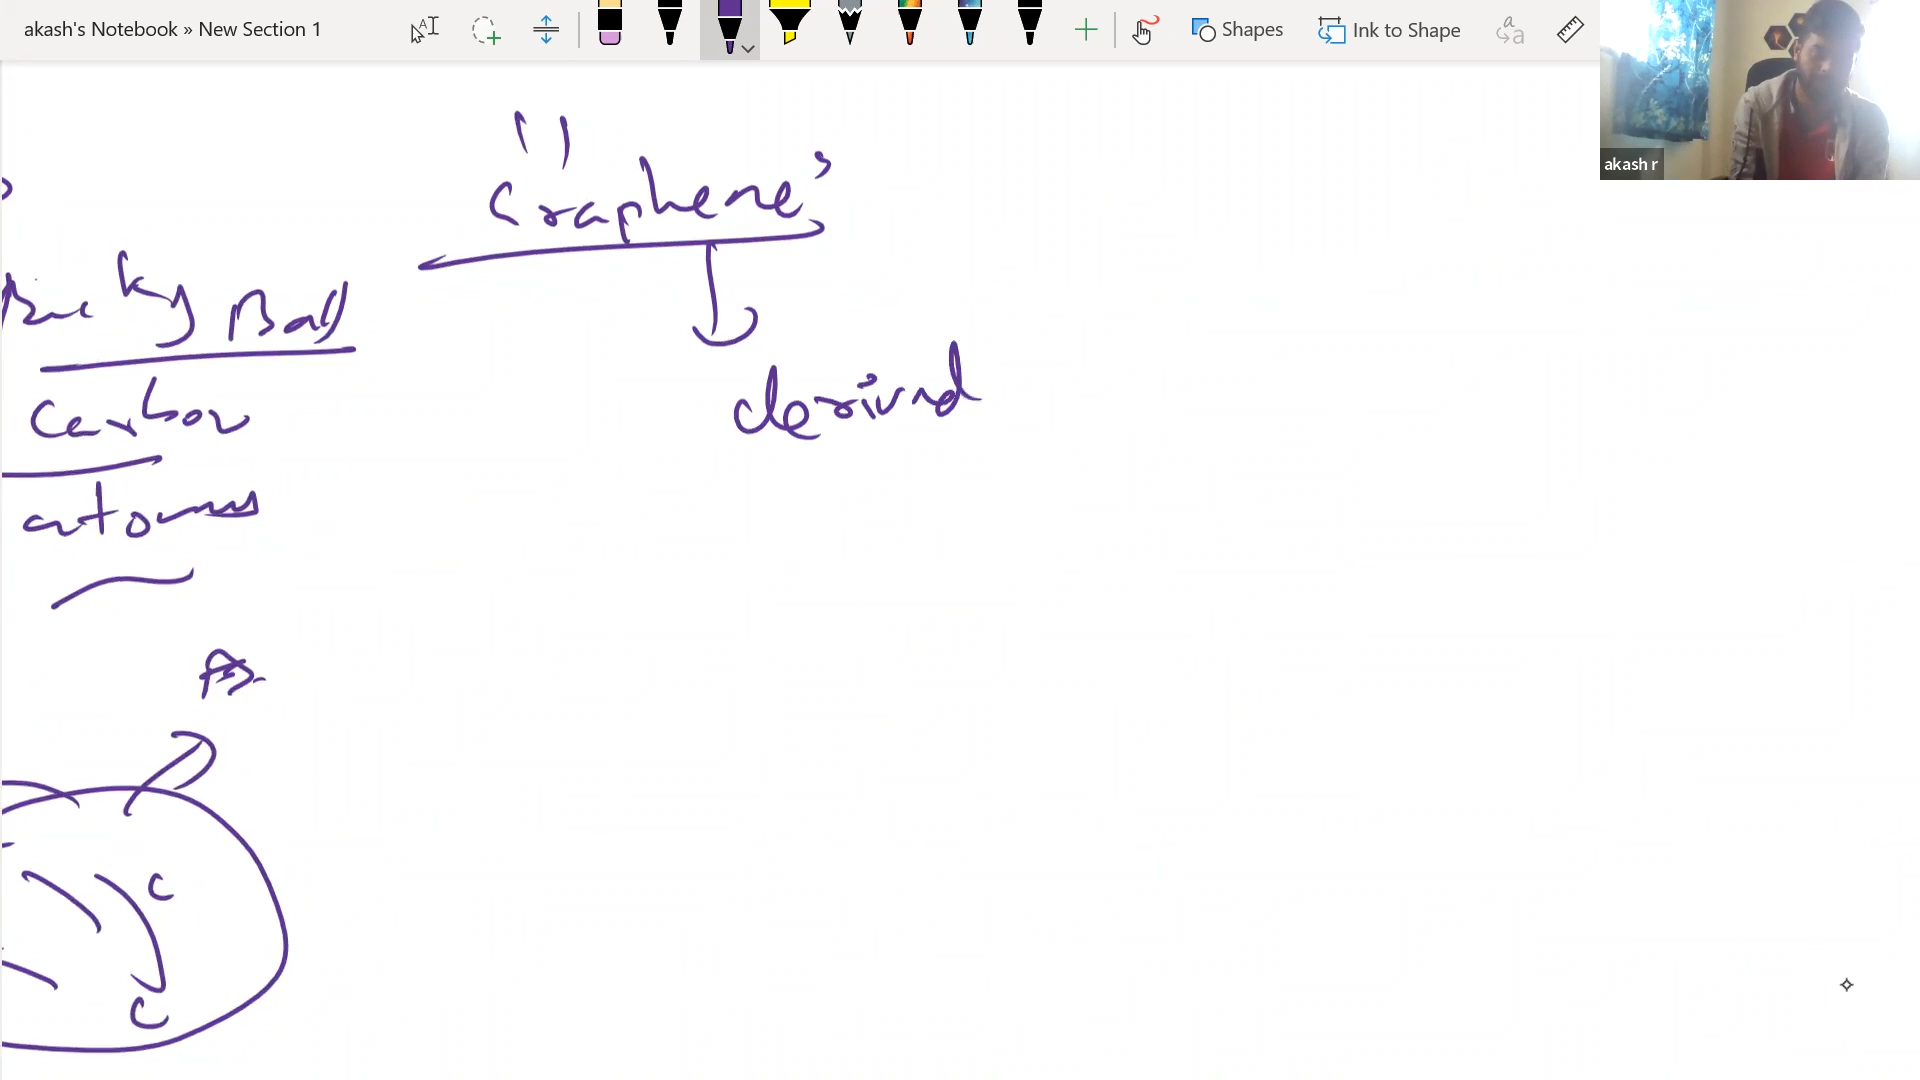 akash's Notebook » New Section 1
Shapes
Ink to Shape
akash r
"Graphene"
Bucky Ball
derived
Carbon
atoms
C
C